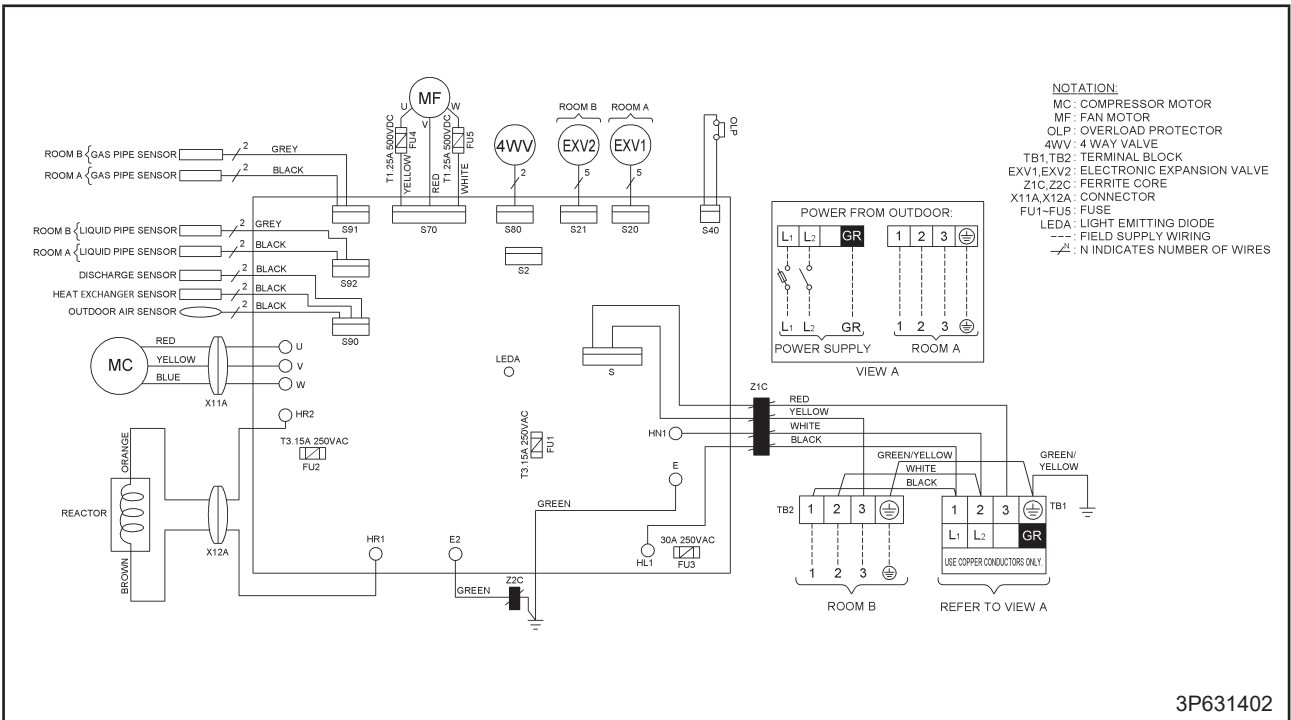 NOTATION:
MC : COMPRESSOR MOTOR
MF : FAN MOTOR
OLP : OVERLOAD PROTECTOR
4WV : 4 WAY VALVE
TB1,TB2 : TERMINAL BLOCK
EXV1,EXV2 : ELECTRONIC EXPANSION VALVE
Z1C,Z2C : FERRITE CORE
X11A,X12A : CONNECTOR
FU1~FU5 : FUSE
LEDA : LIGHT EMITTING DIODE
--- : FIELD SUPPLY WIRING
N : N INDICATES NUMBER OF WIRES
MF
U
V
W
T1.25A 500VDC
FU4
T1.25A 500VDC
FU5
YELLOW
RED
WHITE
4WV
2
ROOM B
EXV2
5
ROOM A
EXV1
5
OLP
ROOM B { GAS PIPE SENSOR 2 GREY
ROOM A { GAS PIPE SENSOR 2 BLACK
S91
S70
S80
S21
S20
S40
ROOM B { LIQUID PIPE SENSOR 2 GREY
ROOM A { LIQUID PIPE SENSOR 2 BLACK
DISCHARGE SENSOR 2 BLACK
HEAT EXCHANGER SENSOR 2 BLACK
OUTDOOR AIR SENSOR 2 BLACK
S92
S90
S2
MC
RED
YELLOW
BLUE
X11A
U
V
W
LEDA
S
HR2
T3.15A 250VAC
FU2
T3.15A 250VAC
FU1
ORANGE
REACTOR
BROWN
X12A
HR1
E2
GREEN
Z2C
GREEN
HN1
E
HL1
30A 250VAC
FU3
POWER FROM OUTDOOR:
L1 L2 GR 1 2 3
L1 L2 GR 1 2 3
POWER SUPPLY ROOM A
VIEW A
Z1C
RED
YELLOW
WHITE
BLACK
GREEN/YELLOW
WHITE
BLACK
GREEN/
YELLOW
TB2 1 2 3
1 2 3 TB1
L1 L2 GR
USE COPPER CONDUCTORS ONLY.
1 2 3
ROOM B
REFER TO VIEW A
3P631402